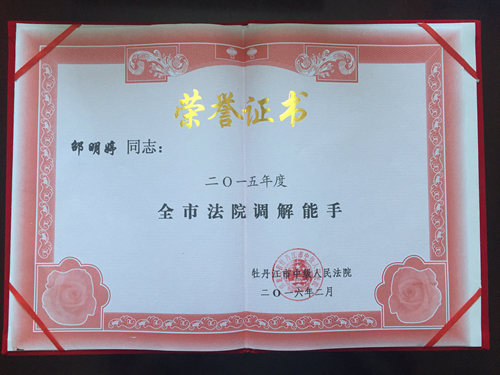 荣誉证书
邹明婷 同志：
二〇一五年度
全市法院调解能手
牡丹江市中级人民法院
二〇一六年二月